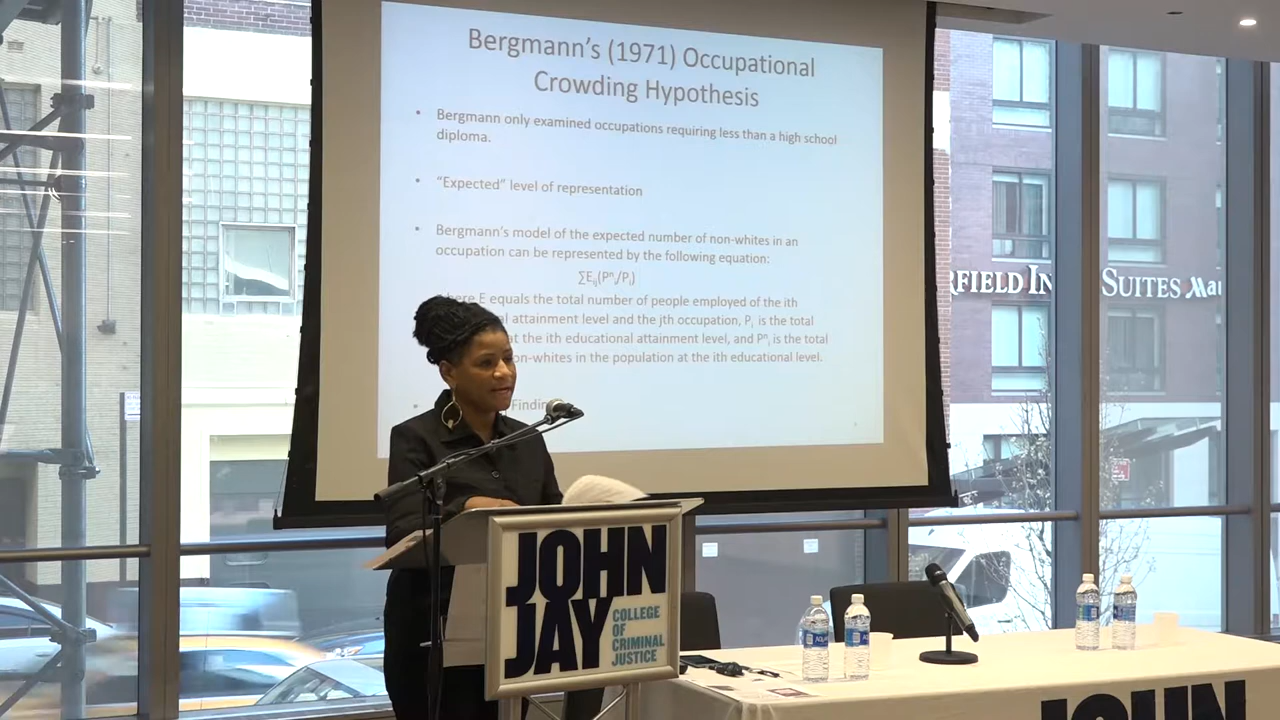 Bergmann's (1971) Occupational
Crowding Hypothesis
• Bergmann only examined occupations requiring less than a high school
diploma.
• "Expected" level of representation
• Bergmann's model of the expected number of non-whites in an
occupation can be represented by the following equation:
∑Eᵢⱼ(Pⁿᵢ/Pᵢ)
here E equals the total number of people employed of the ith
al attainment level and the jth occupation, Pᵢ is the total
at the ith educational attainment level, and Pⁿᵢ is the total
on-whites in the population at the ith educational level.
• Findin
RFIELD IN SUITES Ma
JOHN
JAY
COLLEGE
OF
CRIMINAL
JUSTICE
JOHN